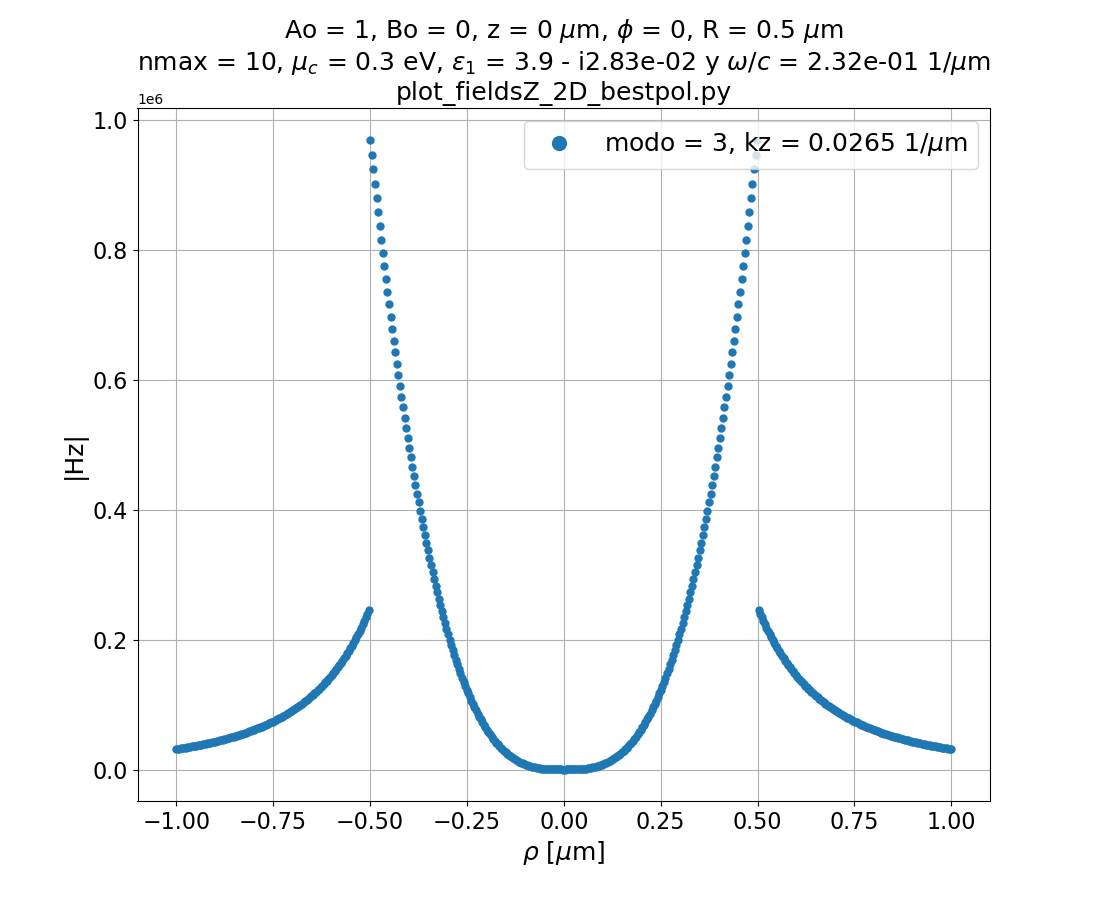 Ao = 1, Bo = 0, z = 0 μm, ϕ = 0, R = 0.5 μm
nmax = 10, μc = 0.3 eV, ε1 = 3.9 - i2.83e-02 y ω/c = 2.32e-01 1/μm
plot_fieldsZ_2D_bestpol.py
1e6
modo = 3, kz = 0.0265 1/μm
1.0
0.8
0.6
0.4
0.2
0.0
|Hz|
−1.00 −0.75 −0.50 −0.25 0.00 0.25 0.50 0.75 1.00
ρ [μm]